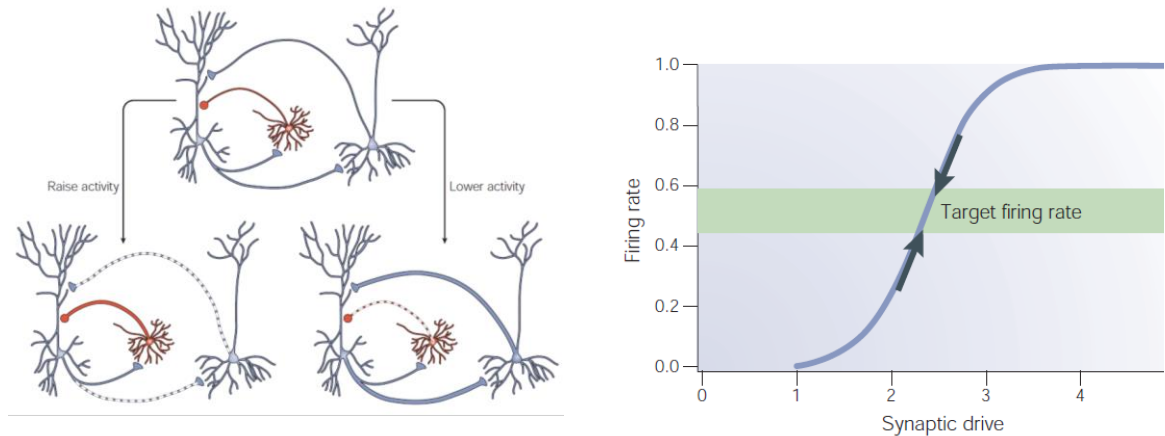 Raise activity
Lower activity
Firing rate
1.0
0.8
0.6
0.4
0.2
0.0
Target firing rate
0
1
2
3
4
Synaptic drive